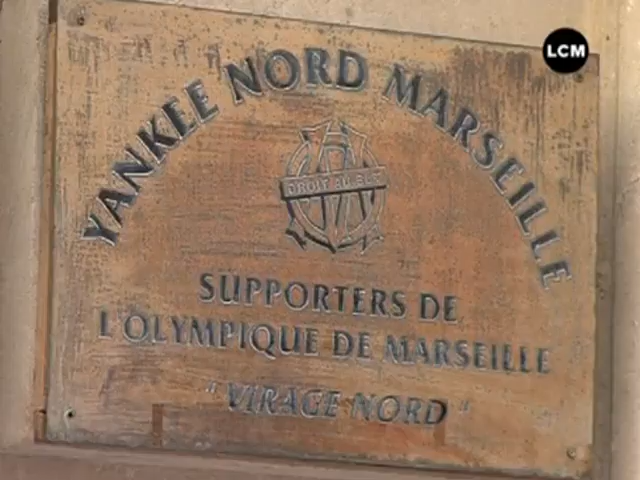 LCM
YANKEE NORD MARSEILLE
DROIT AU BUT
SUPPORTERS DE
L'OLYMPIQUE DE MARSEILLE
"VIRAGE NORD"